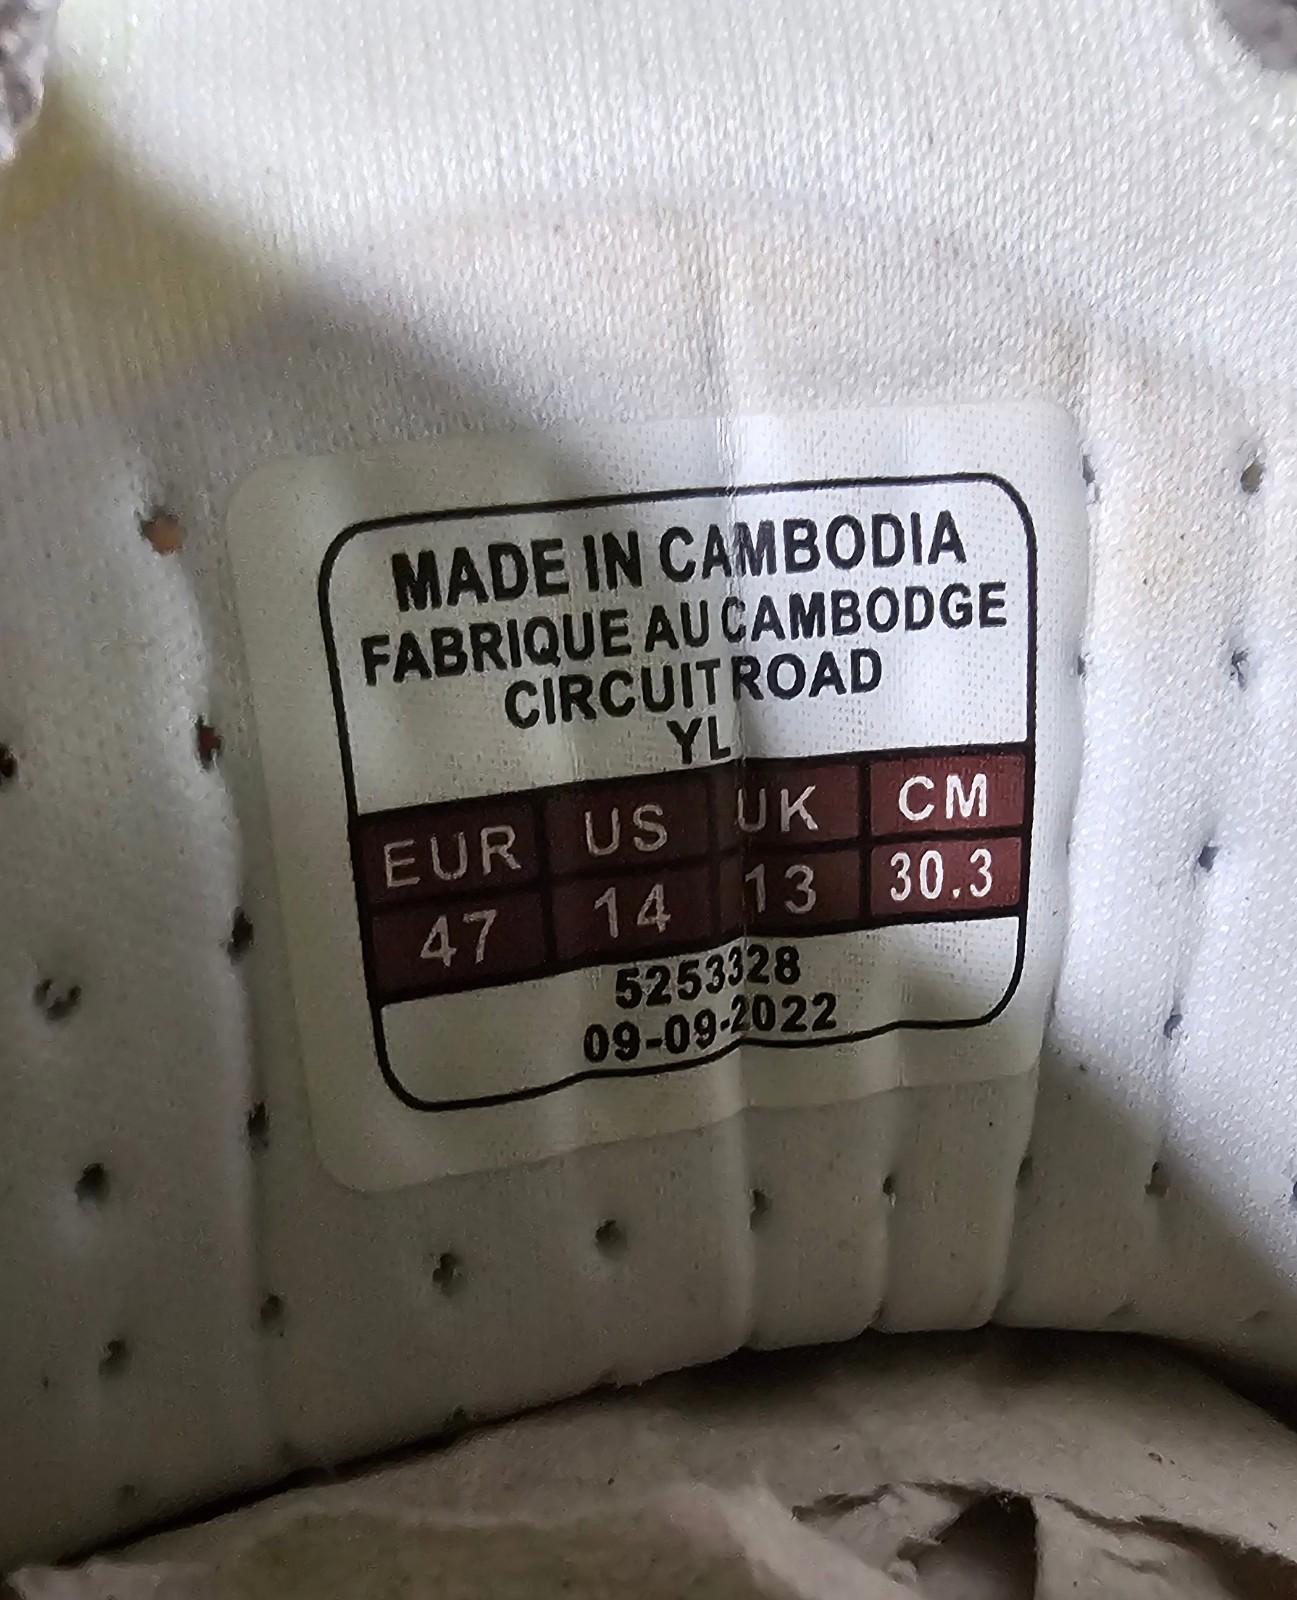 MADE IN CAMBODIA
FABRIQUE AU CAMBODGE
CIRCUIT ROAD
YL
EUR US UK CM
47 14 13 30.3
5253328
09-09-2022